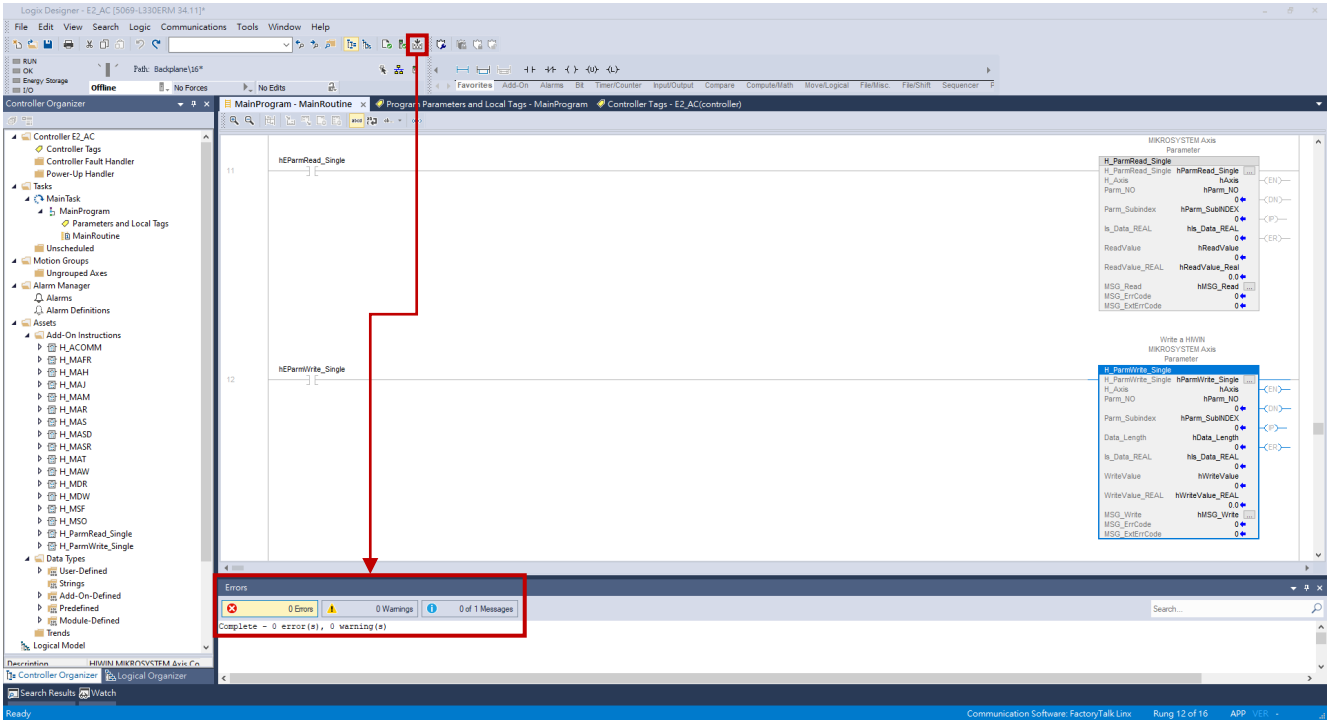 Logix Designer - E2_AC [5069-L330ERM 34.11]*
File Edit View Search Logic Communications Tools Window Help
RUN
OK
Energy Storage
I/O
Path: Backplane\16*
Offline
No Forces
No Edits
Favorites Add-On Alarms Bit Timer/Counter Input/Output Compare Compute/Math Move/Logical File/Misc. File/Shift Sequencer
Controller Organizer
MainProgram - MainRoutine
Program Parameters and Local Tags - MainProgram
Controller Tags - E2_AC(controller)
Controller E2_AC
Controller Tags
Controller Fault Handler
Power-Up Handler
Tasks
MainTask
MainProgram
Parameters and Local Tags
MainRoutine
Unscheduled
Motion Groups
Ungrouped Axes
Alarm Manager
Alarms
Alarm Definitions
Assets
Add-On Instructions
H_ACOMM
H_MAFR
H_MAH
H_MAJ
H_MAM
H_MAR
H_MAS
H_MASD
H_MASR
H_MAT
H_MAW
H_MDR
H_MDW
H_MSF
H_MSO
H_ParmRead_Single
H_ParmWrite_Single
Data Types
User-Defined
Strings
Add-On-Defined
Predefined
Module-Defined
Trends
Logical Model
Description HIWIN MIKROSYSTEM Axis Co
Controller Organizer Logical Organizer
11
hEParmRead_Single
MIKROSYSTEM Axis
Parameter
H_ParmRead_Single
H_ParmRead_Single hParmRead_Single ...
H_Axis hAxis
(EN)
Parm_NO hParm_NO
0
(DN)
Parm_Subindex hParm_SubINDEX
0
(IP)
Is_Data_REAL hIs_Data_REAL
0
(ER)
ReadValue hReadValue
0
ReadValue_REAL hReadValue_Real
0.0
MSG_Read hMSG_Read ...
MSG_ErrCode 0
MSG_ExtErrCode 0
12
hEParmWrite_Single
Write a HIWIN
MIKROSYSTEM Axis
Parameter
H_ParmWrite_Single
H_ParmWrite_Single hParmWrite_Single ...
H_Axis hAxis
(EN)
Parm_NO hParm_NO
0
(DN)
Parm_Subindex hParm_SubINDEX
0
(IP)
Data_Length hData_Length
0
(ER)
Is_Data_REAL hIs_Data_REAL
0
WriteValue hWriteValue
0
WriteValue_REAL hWriteValue_REAL
0.0
MSG_Write hMSG_Write ...
MSG_ErrCode 0
MSG_ExtErrCode 0
Errors
0 Errors 0 Warnings 0 of 1 Messages
Search...
Complete - 0 error(s), 0 warning(s)
Search Results Watch
Ready
Communication Software: FactoryTalk Linx Rung 12 of 16 APP VER -